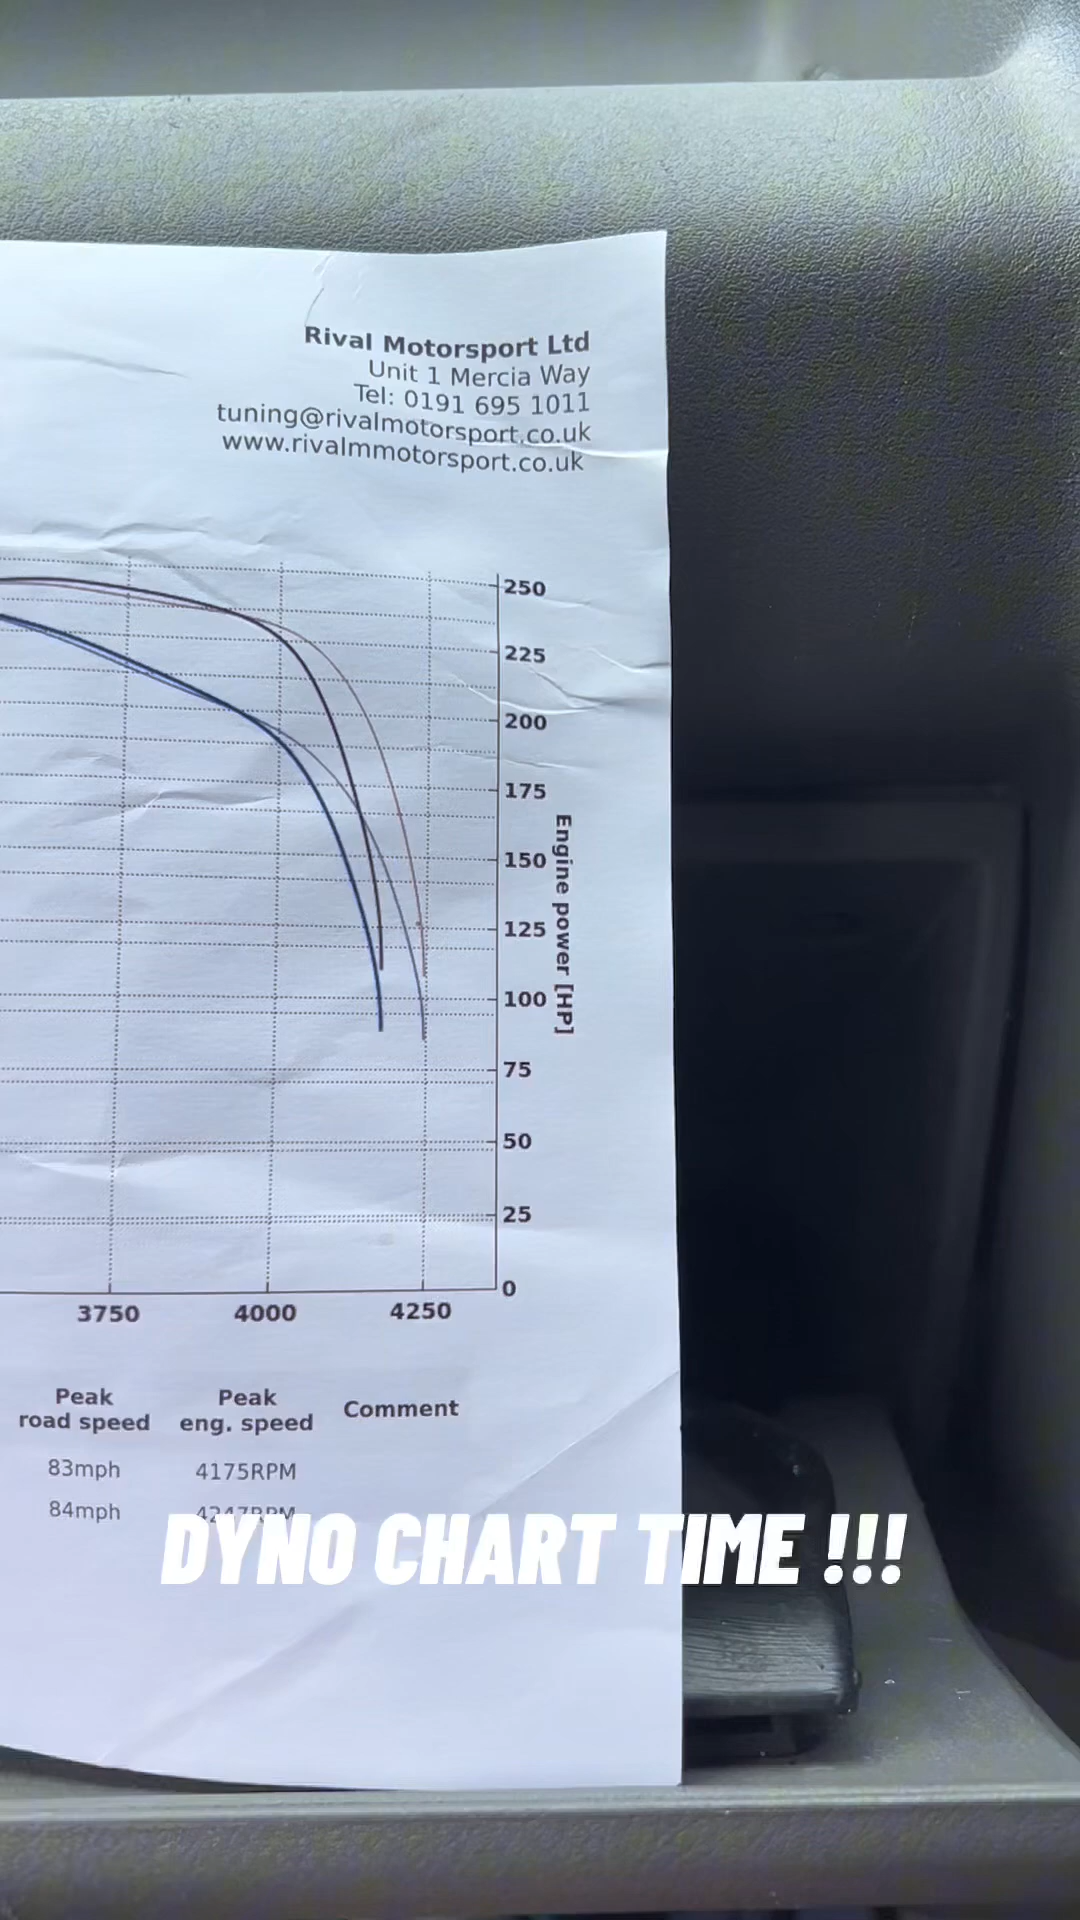 Rival Motorsport Ltd
Unit 1 Mercia Way
Tel: 0191 695 1011
tuning@rivalmotorsport.co.uk
www.rivalmmotorsport.co.uk
250
225
200
175
150
125
100
75
50
25
0
Engine power [HP]
3750 4000 4250
Peak road speed
Peak eng. speed
Comment
83mph 4175RPM
84mph 4247RPM
DYNO CHART TIME !!!